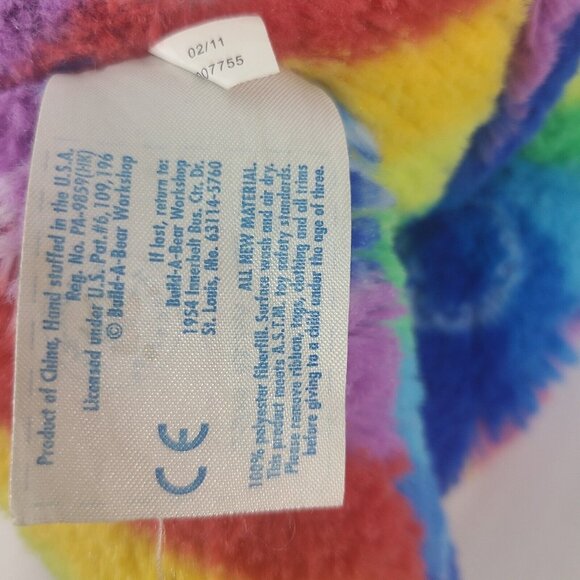 02/11
07755
Product of China, Hand stuffed in the U.S.A.
Reg. No. PA-9859(HK)
Licensed under U.S. Pat.#6,109,196
© Build-A-Bear Workshop
If lost, return to:
Build-A-Bear Workshop
1954 Innerbelt Bus. Ctr. Dr.
St. Louis, Mo. 63114-5760
ALL NEW MATERIAL.
100% polyester fiberfill. Surface wash and air dry.
This product meets A.S.T.M. toy safety standards.
Please remove ribbon, tags, clothing and all trims
before giving to a child under the age of three.
CE